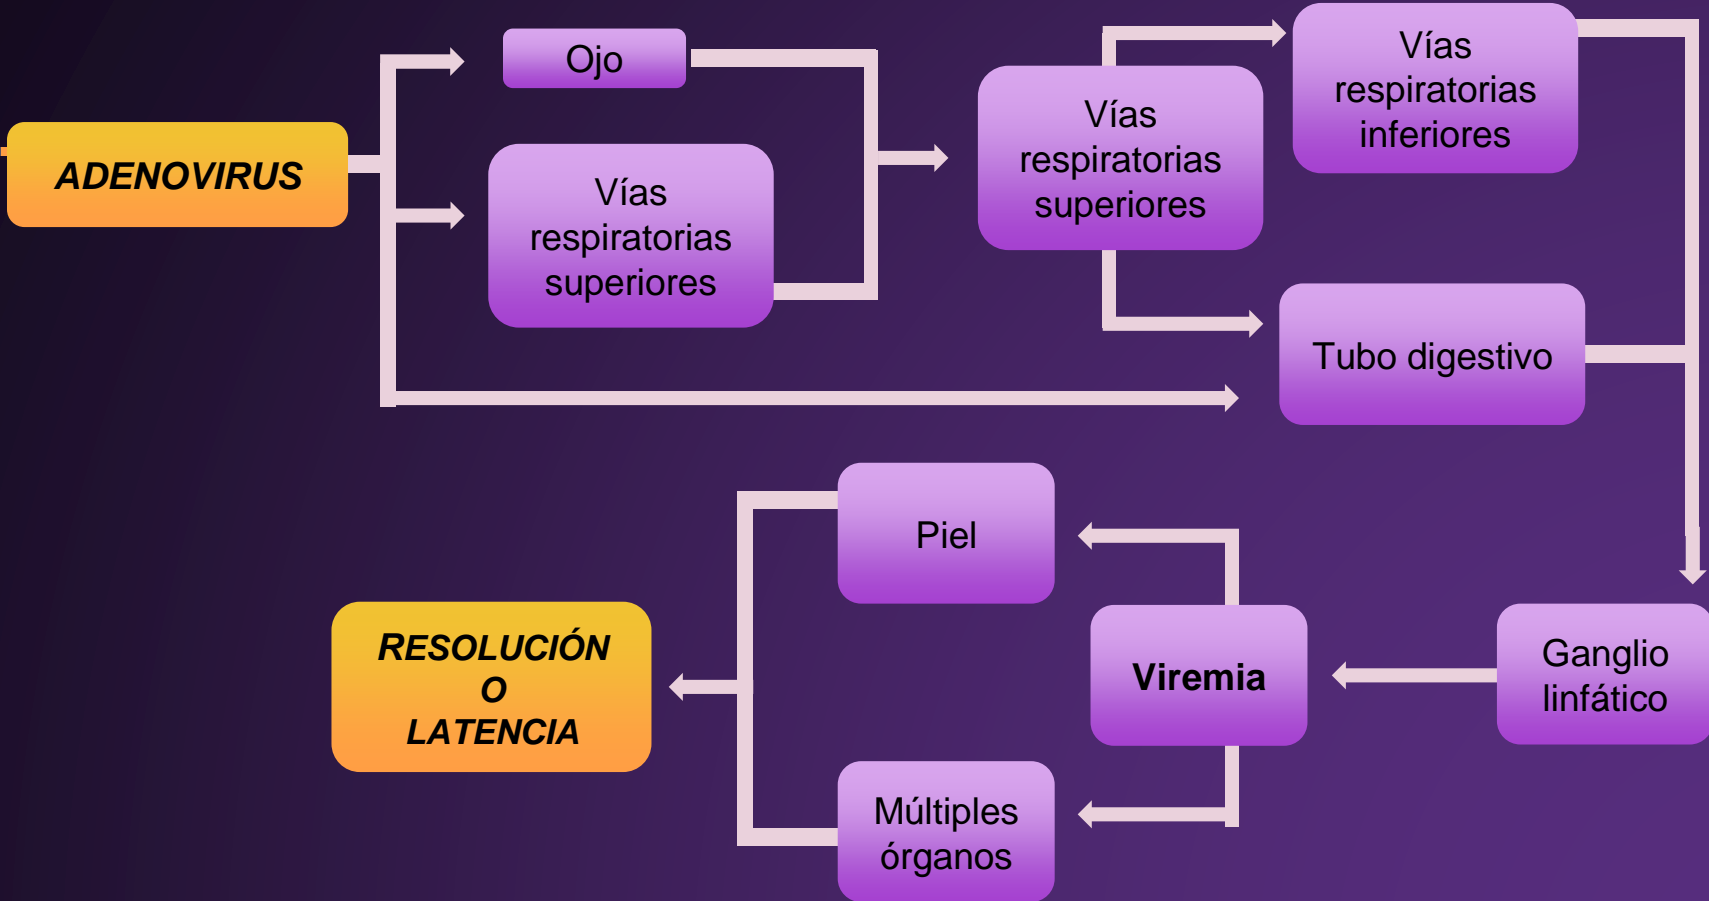 Ojo
ADENOVIRUS
Vías
respiratorias
superiores
Vías
respiratorias
superiores
Vías
respiratorias
inferiores
Tubo digestivo
Ganglio
linfático
Viremia
Piel
Múltiples
órganos
RESOLUCIÓN
O
LATENCIA